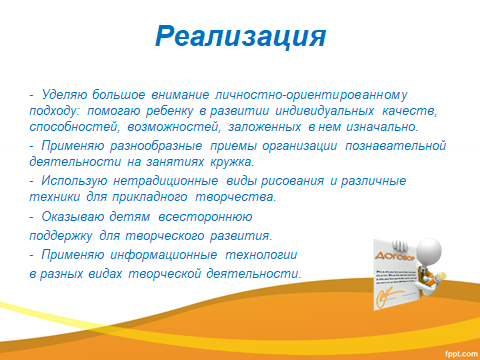 Реализация
- Уделяю большое внимание личностно-ориентированному
подходу: помогаю ребенку в развитии индивидуальных качеств,
способностей, возможностей, заложенных в нем изначально.
- Применяю разнообразные приемы организации познавательной
деятельности на занятиях кружка.
- Использую нетрадиционные виды рисования и различные
техники для прикладного творчества.
- Оказываю детям всестороннюю
поддержку для творческого развития.
- Применяю информационные технологии
в разных видах творческой деятельности.
ДОГОВОР
fppt.com